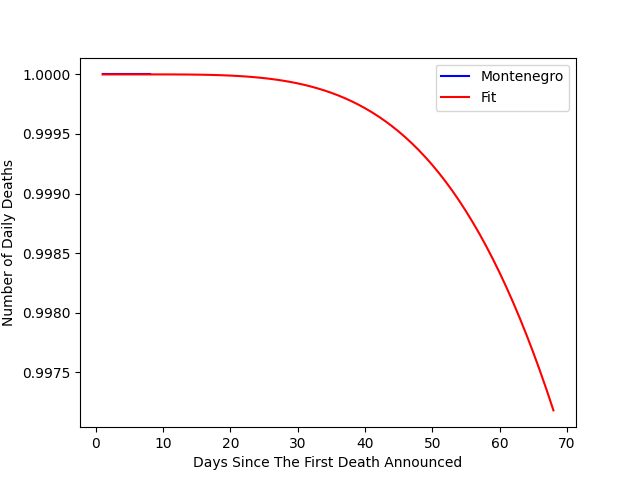 Montenegro
Fit
1.0000
0.9995
0.9990
0.9985
0.9980
0.9975
Number of Daily Deaths
0 10 20 30 40 50 60 70
Days Since The First Death Announced